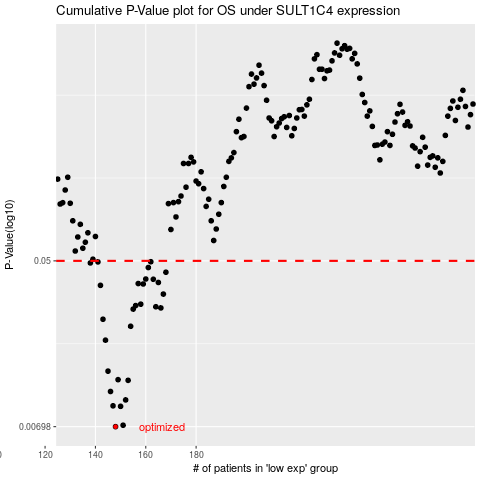 Cumulative P-Value plot for OS under SULT1C4 expression
P-Value(log10)
0.05
0.00698
optimized
0 120 140 160 180
# of patients in 'low exp' group